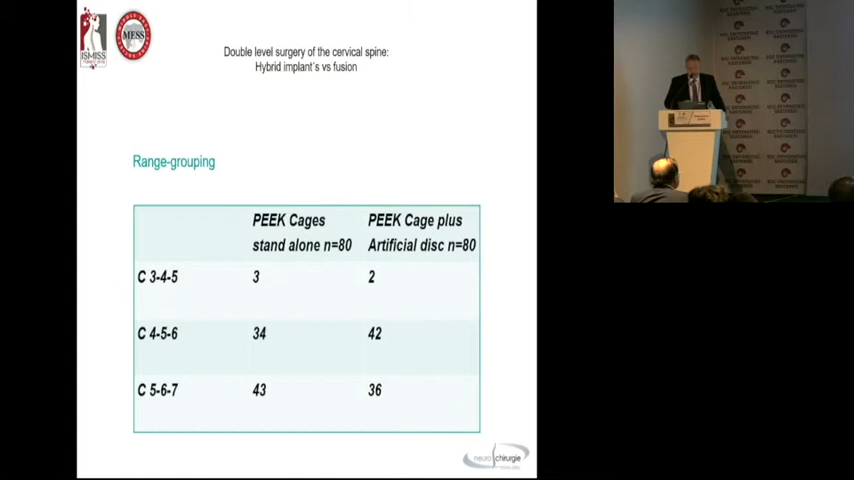 ISMISS
MESS
Double level surgery of the cervical spine:
Hybrid implant´s vs fusion
Range-grouping
PEEK Cages
stand alone n=80
PEEK Cage plus
Artificial disc n=80
C 3-4-5 3 2
C 4-5-6 34 42
C 5-6-7 43 36
neuro chirurgie